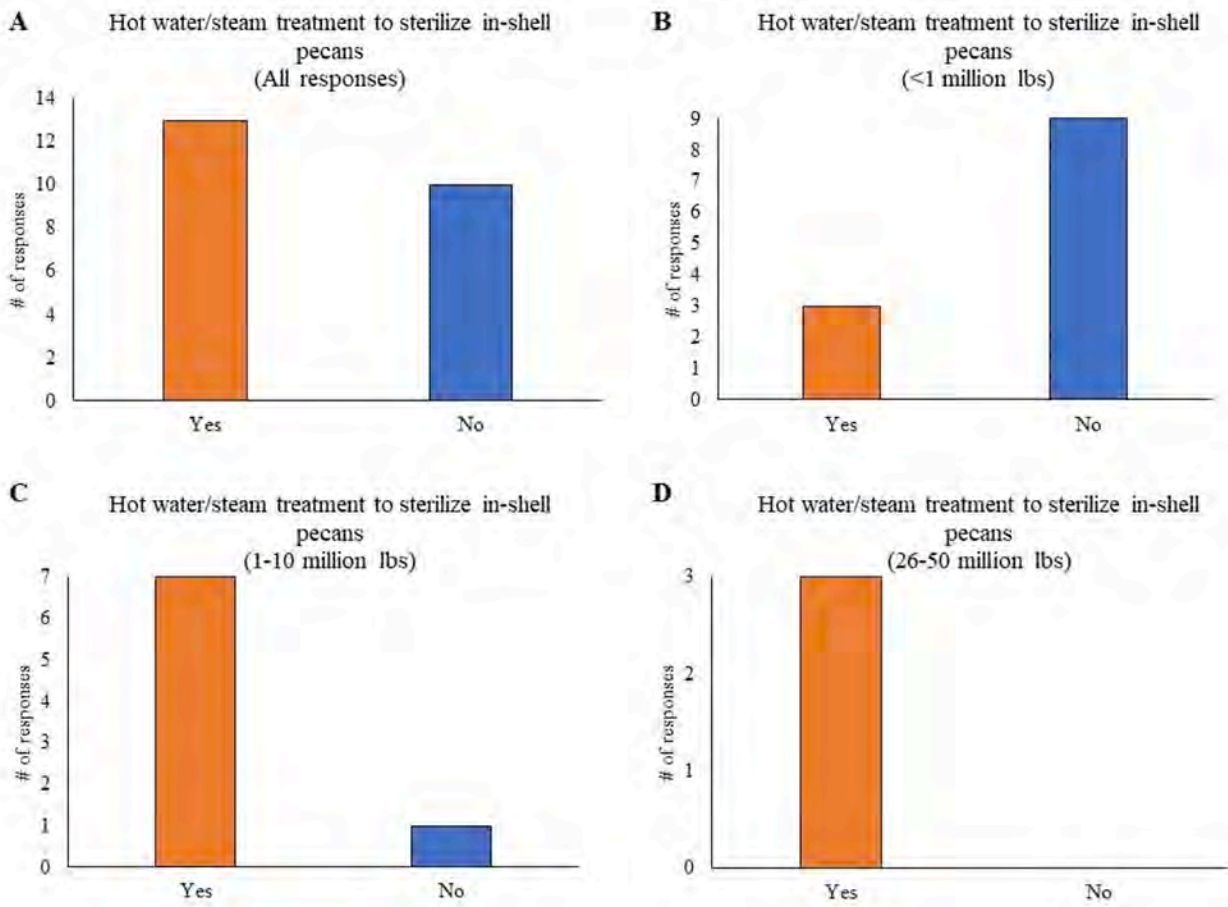 A
Hot water/steam treatment to sterilize in-shell
pecans
(All responses)
14
12
10
8
6
4
2
0
# of responses
Yes
No
B
Hot water/steam treatment to sterilize in-shell
pecans
(<1 million lbs)
9
8
7
6
5
4
3
2
1
0
# of responses
Yes
No
C
Hot water/steam treatment to sterilize in-shell
pecans
(1-10 million lbs)
7
6
5
4
3
2
1
0
# of responses
Yes
No
D
Hot water/steam treatment to sterilize in-shell
pecans
(26-50 million lbs)
3
2
1
0
# of responses
Yes
No